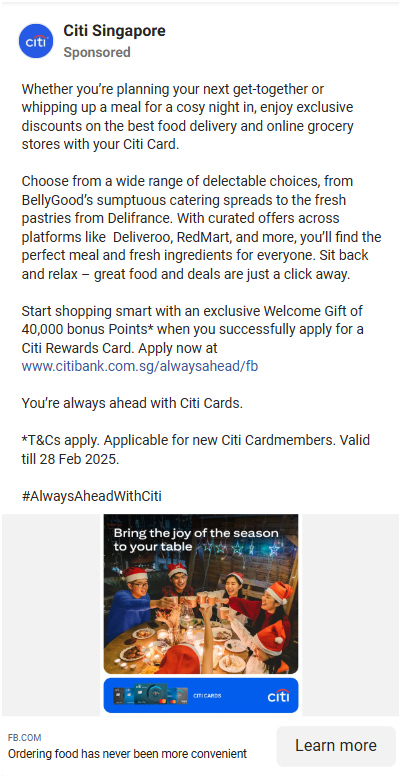 Citi Singapore
Sponsored
Whether you're planning your next get-together or
whipping up a meal for a cosy night in, enjoy exclusive
discounts on the best food delivery and online grocery
stores with your Citi Card.
Choose from a wide range of delectable choices, from
BellyGood's sumptuous catering spreads to the fresh
pastries from Delifrance. With curated offers across
platforms like  Deliveroo, RedMart, and more, you'll find the
perfect meal and fresh ingredients for everyone. Sit back
and relax – great food and deals are just a click away.
Start shopping smart with an exclusive Welcome Gift of
40,000 bonus Points* when you successfully apply for a
Citi Rewards Card. Apply now at
www.citibank.com.sg/alwaysahead/fb
You're always ahead with Citi Cards.
*T&Cs apply. Applicable for new Citi Cardmembers. Valid
till 28 Feb 2025.
#AlwaysAheadWithCiti
Bring the joy of the season
to your table
CITI CARDS
citi
FB.COM
Ordering food has never been more convenient
Learn more
citi